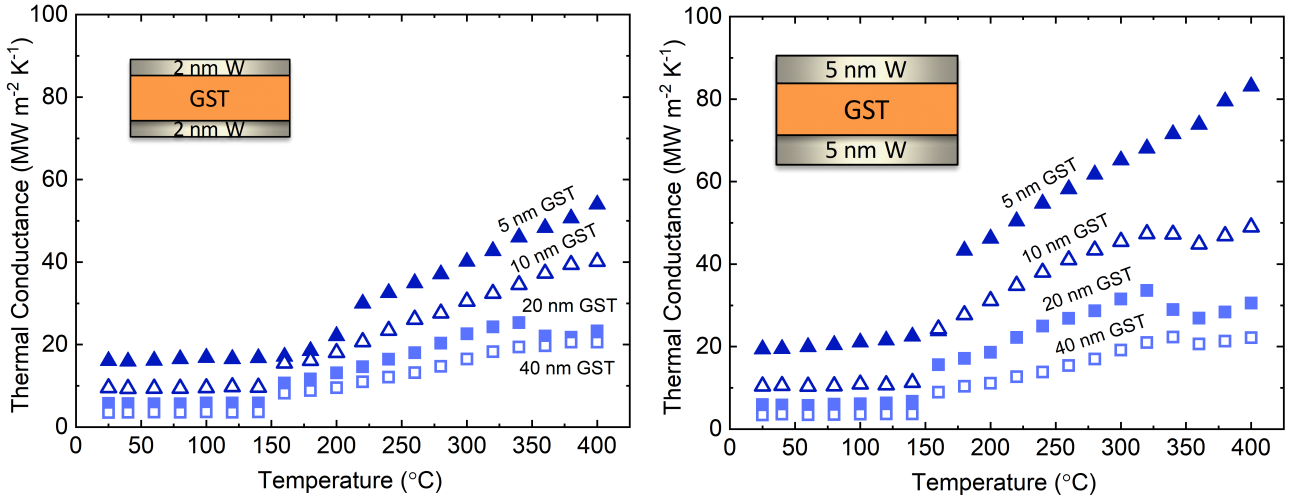 Thermal Conductance (MW m⁻² K⁻¹)
100
80
60
40
20
0
2 nm W
GST
2 nm W
5 nm GST
10 nm GST
20 nm GST
40 nm GST
0 50 100 150 200 250 300 350 400
Temperature (°C)
Thermal Conductance (MW m⁻² K⁻¹)
100
80
60
40
20
0
5 nm W
GST
5 nm W
5 nm GST
10 nm GST
20 nm GST
40 nm GST
0 50 100 150 200 250 300 350 400
Temperature (°C)